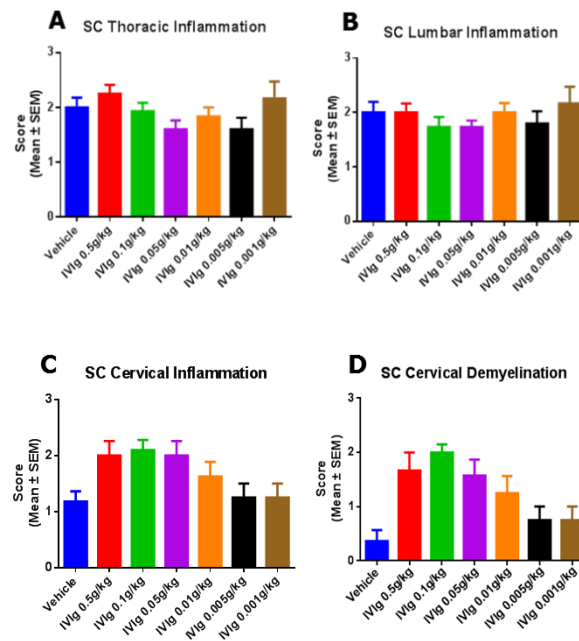 A
SC Thoracic Inflammation
Score
(Mean ± SEM)
3
2
1
0
Vehicle
IVIg 0.5g/kg
IVIg 0.1g/kg
IVIg 0.05g/kg
IVIg 0.01g/kg
IVIg 0.005g/kg
IVIg 0.001g/kg
B
SC Lumbar Inflammation
Score
(Mean ± SEM)
3
2
1
0
Vehicle
IVIg 0.5g/kg
IVIg 0.1g/kg
IVIg 0.05g/kg
IVIg 0.01g/kg
IVIg 0.005g/kg
IVIg 0.001g/kg
C
SC Cervical Inflammation
Score
(Mean ± SEM)
3
2
1
0
Vehicle
IVIg 0.5g/kg
IVIg 0.1g/kg
IVIg 0.05g/kg
IVIg 0.01g/kg
IVIg 0.005g/kg
IVIg 0.001g/kg
D
SC Cervical Demyelination
Score
(Mean ± SEM)
3
2
1
0
Vehicle
IVIg 0.5g/kg
IVIg 0.1g/kg
IVIg 0.05g/kg
IVIg 0.01g/kg
IVIg 0.005g/kg
IVIg 0.001g/kg